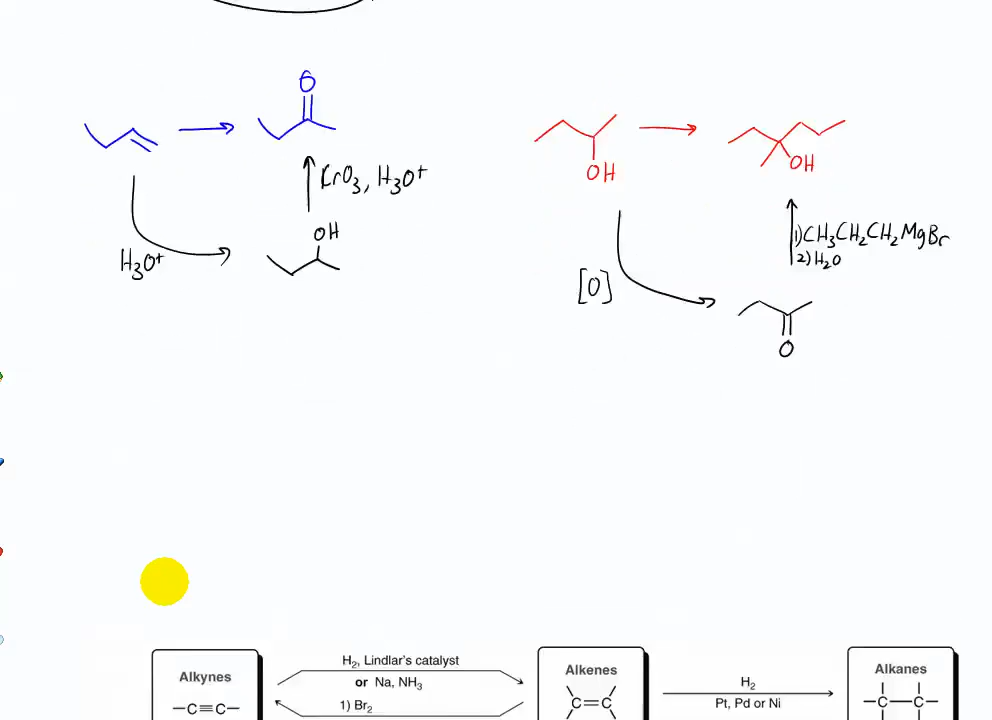 O
CrO3, H3O+
OH
H3O+
OH
OH
1)CH3CH2CH2MgBr
2)H2O
[O]
O
Alkynes
—C≡C—
H2, Lindlar's catalyst
or Na, NH3
1) Br2
Alkenes
C=C
H2
Pt, Pd or Ni
Alkanes
—C—C—